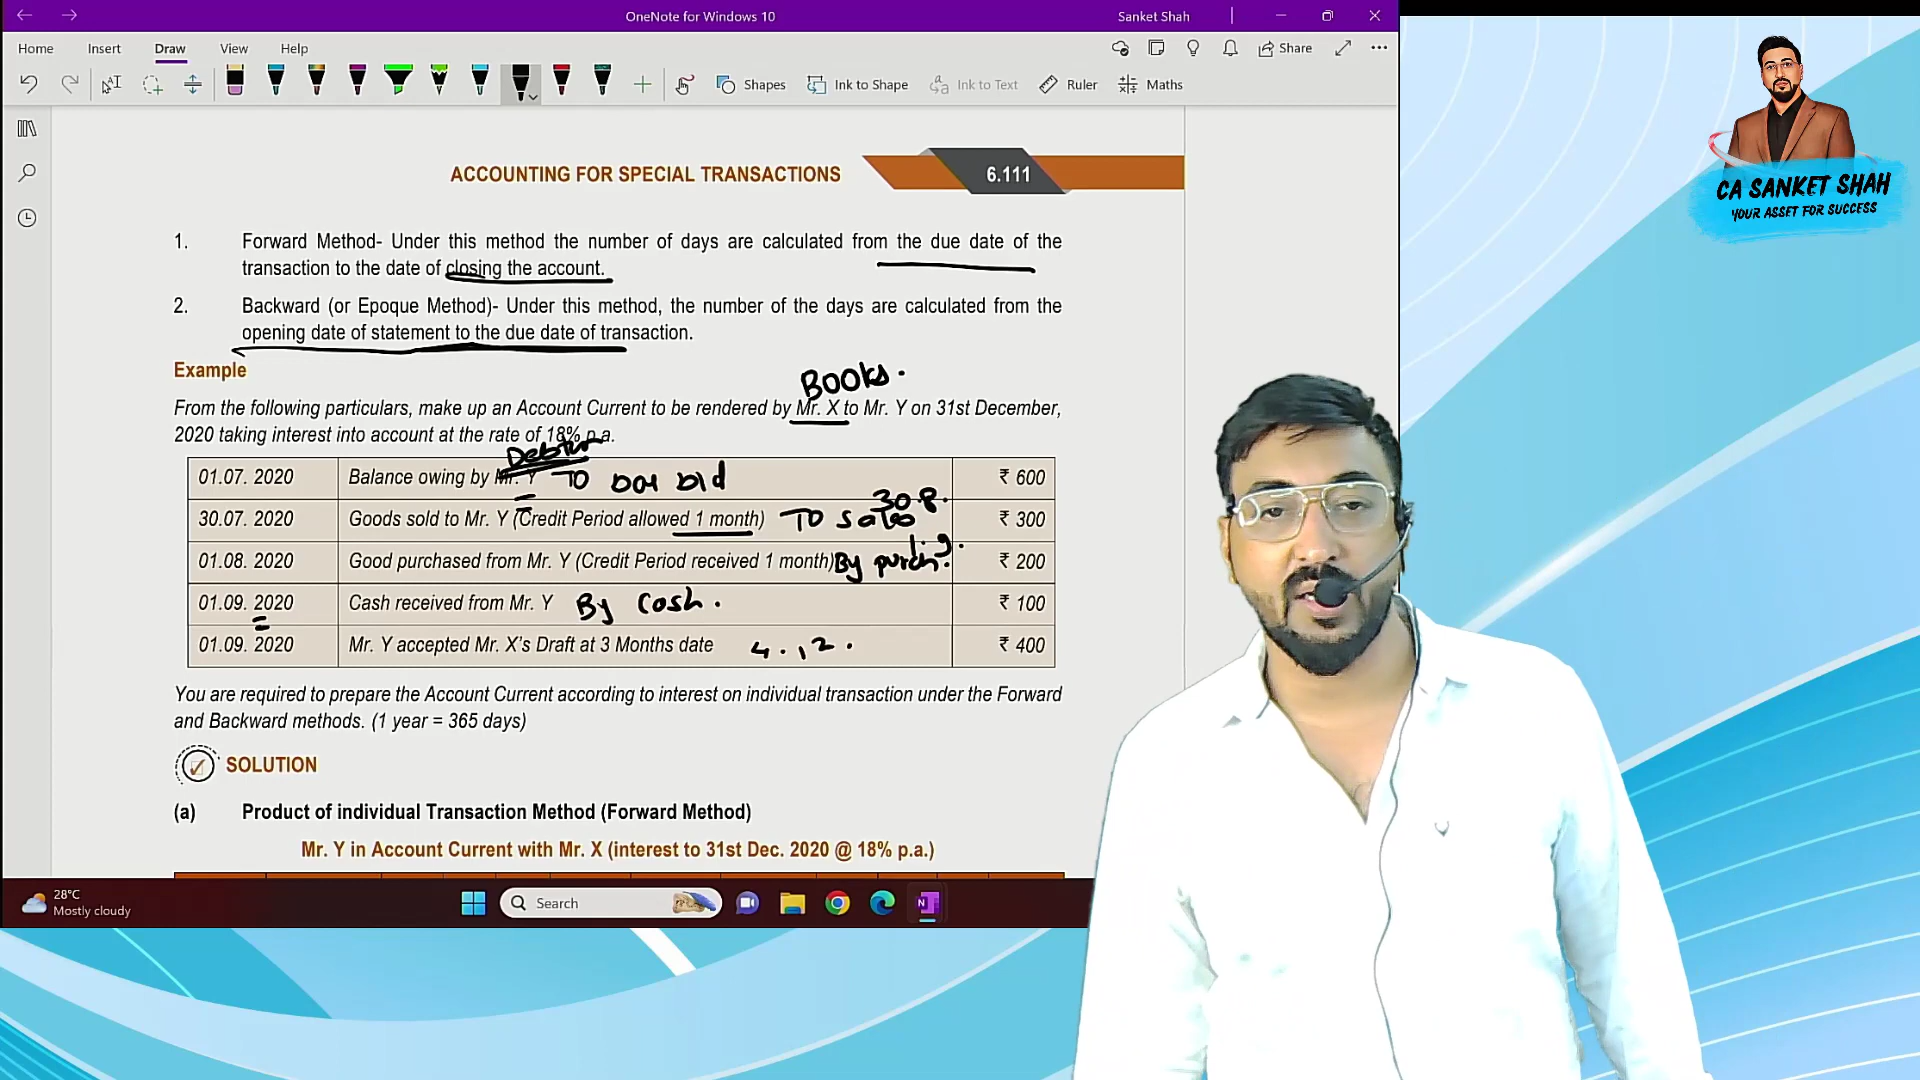 OneNote for Windows 10
Sanket Shah
Home Insert Draw View Help
Share
Shapes Ink to Shape Ink to Text Ruler Maths
CA SANKET SHAH
YOUR ASSET FOR SUCCESS
ACCOUNTING FOR SPECIAL TRANSACTIONS 6.111
1. Forward Method- Under this method the number of days are calculated from the due date of the
transaction to the date of closing the account.
2. Backward (or Epoque Method)- Under this method, the number of the days are calculated from the
opening date of statement to the due date of transaction.
Example
Books.
From the following particulars, make up an Account Current to be rendered by Mr. X to Mr. Y on 31st December,
2020 taking interest into account at the rate of 18% p.a.
Debtor
01.07. 2020 Balance owing by Mr. Y To bal b/d ₹ 600
30.8.
30.07. 2020 Goods sold to Mr. Y (Credit Period allowed 1 month) To Sales ₹ 300
1.9.
01.08. 2020 Good purchased from Mr. Y (Credit Period received 1 month) By purch. ₹ 200
01.09. 2020 Cash received from Mr. Y By Cash. ₹ 100
01.09. 2020 Mr. Y accepted Mr. X’s Draft at 3 Months date 4.12. ₹ 400
You are required to prepare the Account Current according to interest on individual transaction under the Forward
and Backward methods. (1 year = 365 days)
SOLUTION
(a) Product of individual Transaction Method (Forward Method)
Mr. Y in Account Current with Mr. X (interest to 31st Dec. 2020 @ 18% p.a.)
28°C
Mostly cloudy
Search